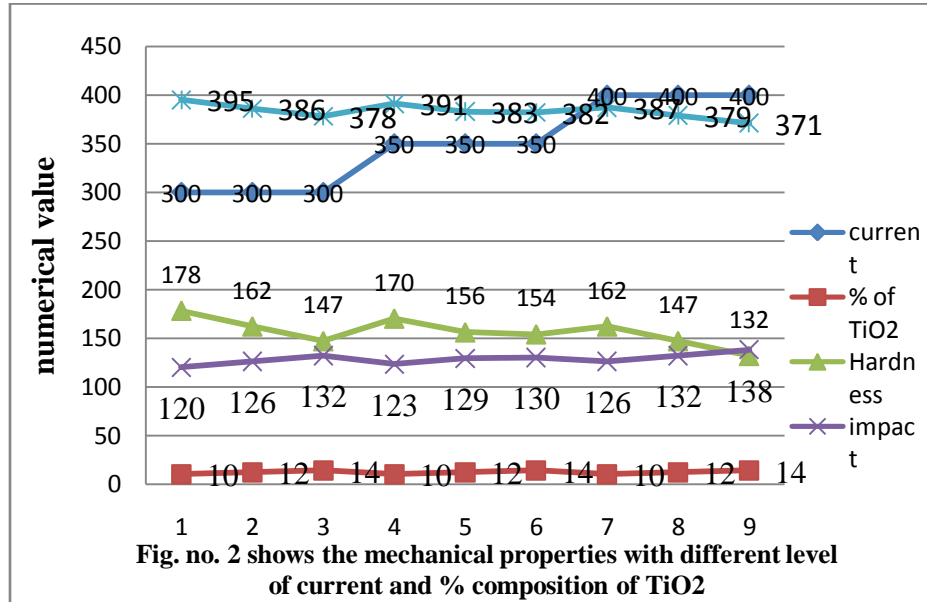 numerical value
450
400
350
300
250
200
150
100
50
0
395 386 378 391 383 382 387 379 371
300 300 300 350 350 350 400 400 400
178 162 147 170 156 154 162 147 132
120 126 132 123 129 130 126 132 138
10 12 14 10 12 14 10 12 14
1 2 3 4 5 6 7 8 9
curren
t
% of
TiO2
Hardn
ess
impac
t
Fig. no. 2 shows the mechanical properties with different level
of current and % composition of TiO2